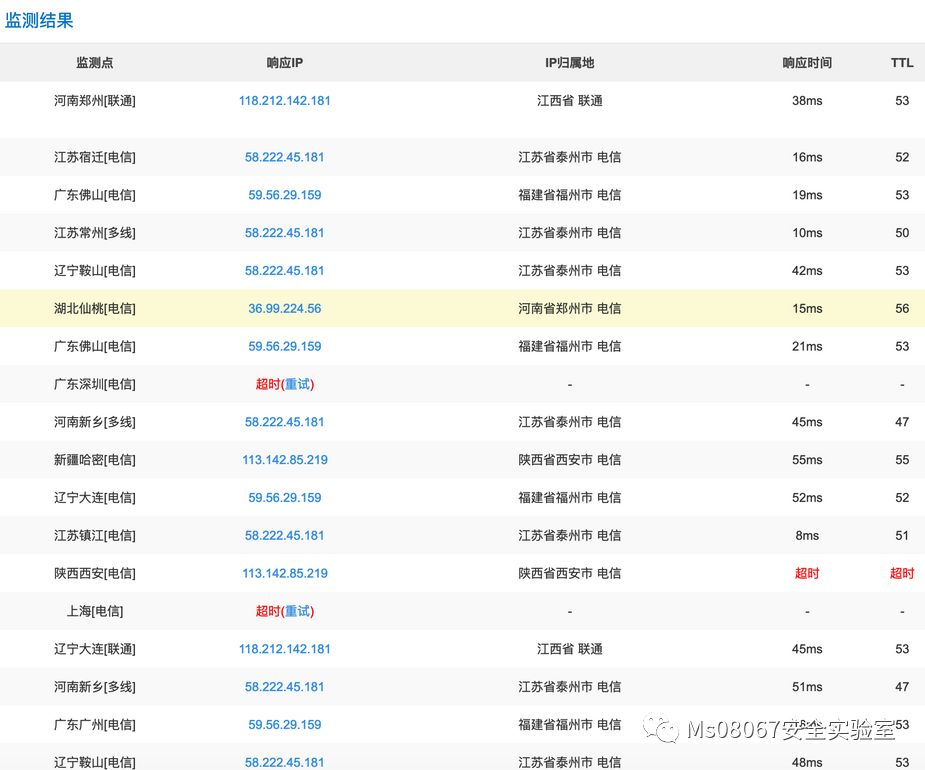 监测结果
监测点 响应IP IP归属地 响应时间 TTL
河南郑州[联通] 118.212.142.181 江西省 联通 38ms 53
江苏宿迁[电信] 58.222.45.181 江苏省泰州市 电信 16ms 52
广东佛山[电信] 59.56.29.159 福建省福州市 电信 19ms 53
江苏常州[多线] 58.222.45.181 江苏省泰州市 电信 10ms 50
辽宁鞍山[电信] 58.222.45.181 江苏省泰州市 电信 42ms 53
湖北仙桃[电信] 36.99.224.56 河南省郑州市 电信 15ms 56
广东佛山[电信] 59.56.29.159 福建省福州市 电信 21ms 53
广东深圳[电信] 超时(重试) - - -
河南新乡[多线] 58.222.45.181 江苏省泰州市 电信 45ms 47
新疆哈密[电信] 113.142.85.219 陕西省西安市 电信 55ms 55
辽宁大连[电信] 59.56.29.159 福建省福州市 电信 52ms 52
江苏镇江[电信] 58.222.45.181 江苏省泰州市 电信 8ms 51
陕西西安[电信] 113.142.85.219 陕西省西安市 电信 超时 超时
上海[电信] 超时(重试) - - -
辽宁大连[联通] 118.212.142.181 江西省 联通 45ms 53
河南新乡[多线] 58.222.45.181 江苏省泰州市 电信 51ms 47
广东广州[电信] 59.56.29.159 福建省福州市 电信 53
Ms08067安全实验室
辽宁鞍山[电信] 58.222.45.181 江苏省泰州市 电信 48ms 53